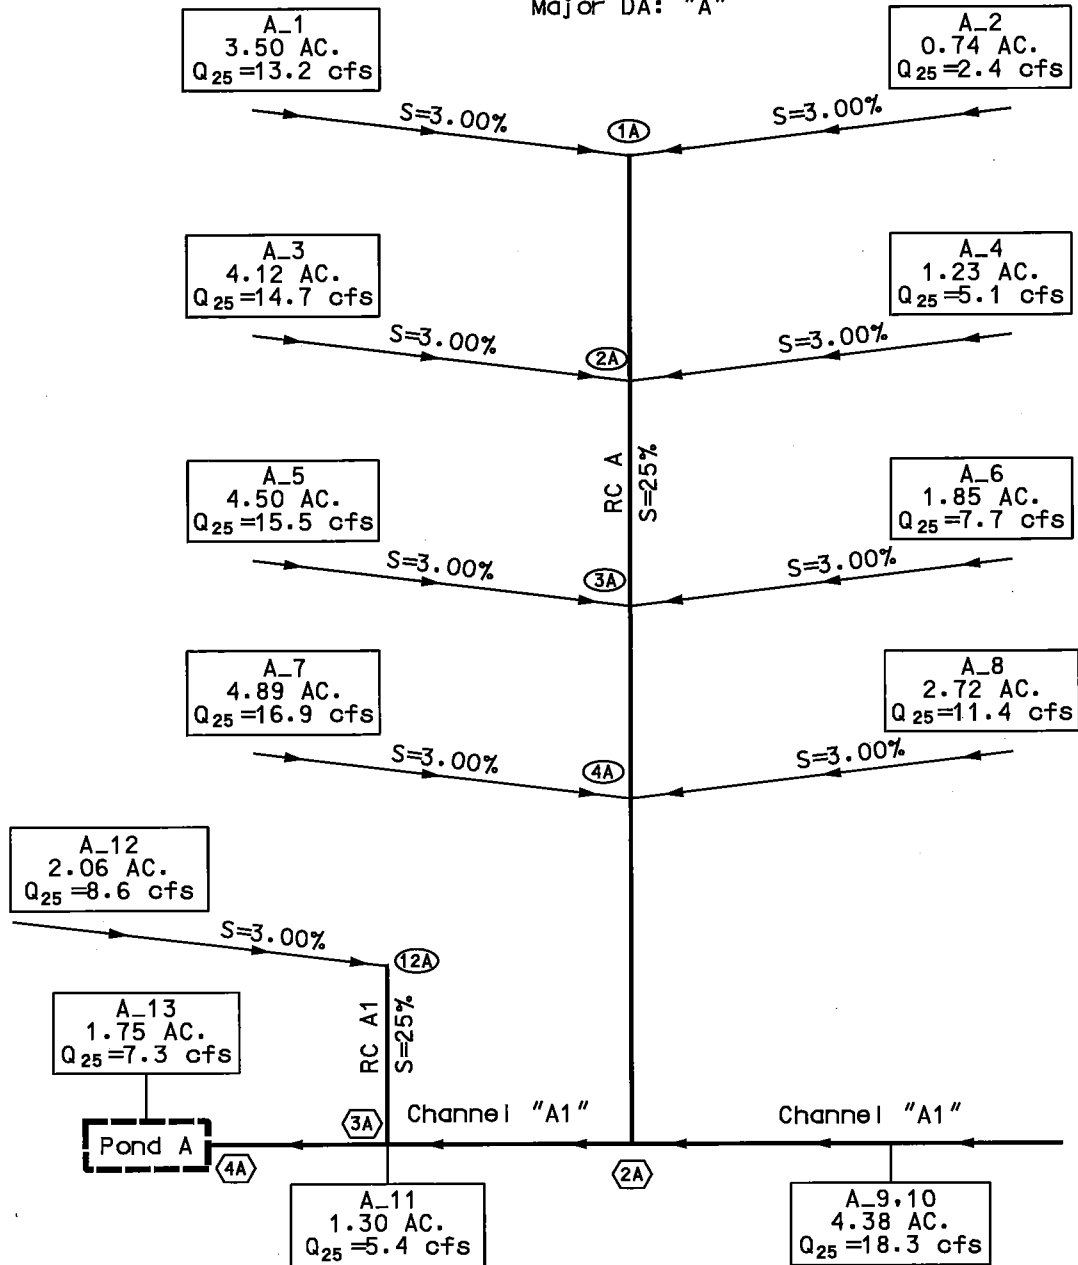 Major DA: "A"
A_1
3.50 AC.
Q25=13.2 cfs
A_2
0.74 AC.
Q25=2.4 cfs
S=3.00%
1A
S=3.00%
A_3
4.12 AC.
Q25=14.7 cfs
A_4
1.23 AC.
Q25=5.1 cfs
S=3.00%
2A
S=3.00%
RC A
S=25%
A_5
4.50 AC.
Q25=15.5 cfs
A_6
1.85 AC.
Q25=7.7 cfs
S=3.00%
3A
S=3.00%
A_7
4.89 AC.
Q25=16.9 cfs
A_8
2.72 AC.
Q25=11.4 cfs
S=3.00%
4A
S=3.00%
A_12
2.06 AC.
Q25=8.6 cfs
S=3.00%
12A
A_13
1.75 AC.
Q25=7.3 cfs
RC A1
S=25%
3A
Channel "A1"
Channel "A1"
Pond A
4A
2A
A_11
1.30 AC.
Q25=5.4 cfs
A_9,10
4.38 AC.
Q25=18.3 cfs